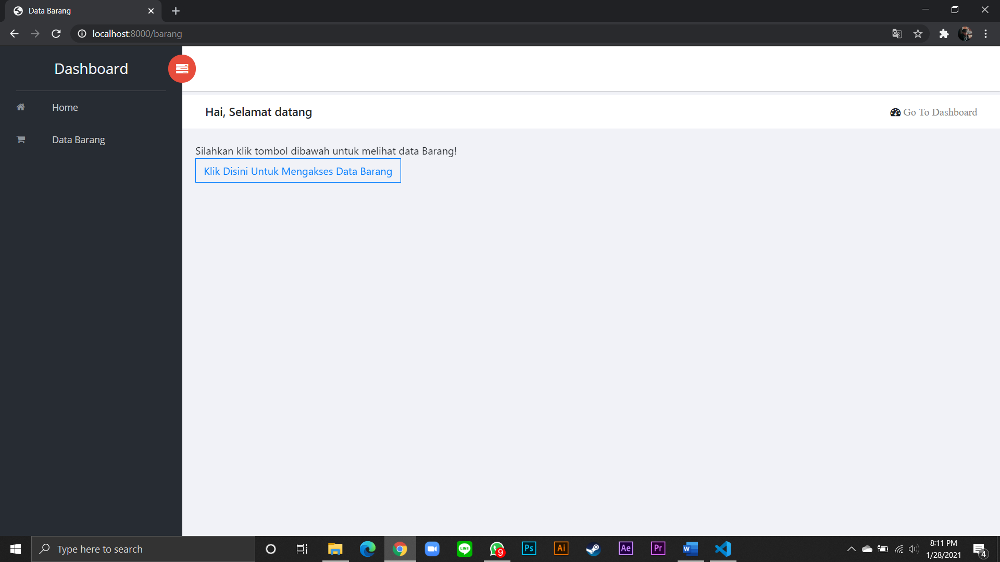 Data Barang
localhost:8000/barang
Dashboard
Home
Data Barang
Hai, Selamat datang
Go To Dashboard
Silahkan klik tombol dibawah untuk melihat data Barang!
Klik Disini Untuk Mengakses Data Barang
Type here to search
LINE
9
Ps
Ai
Ae
Pr
W
8:11 PM
1/28/2021
4